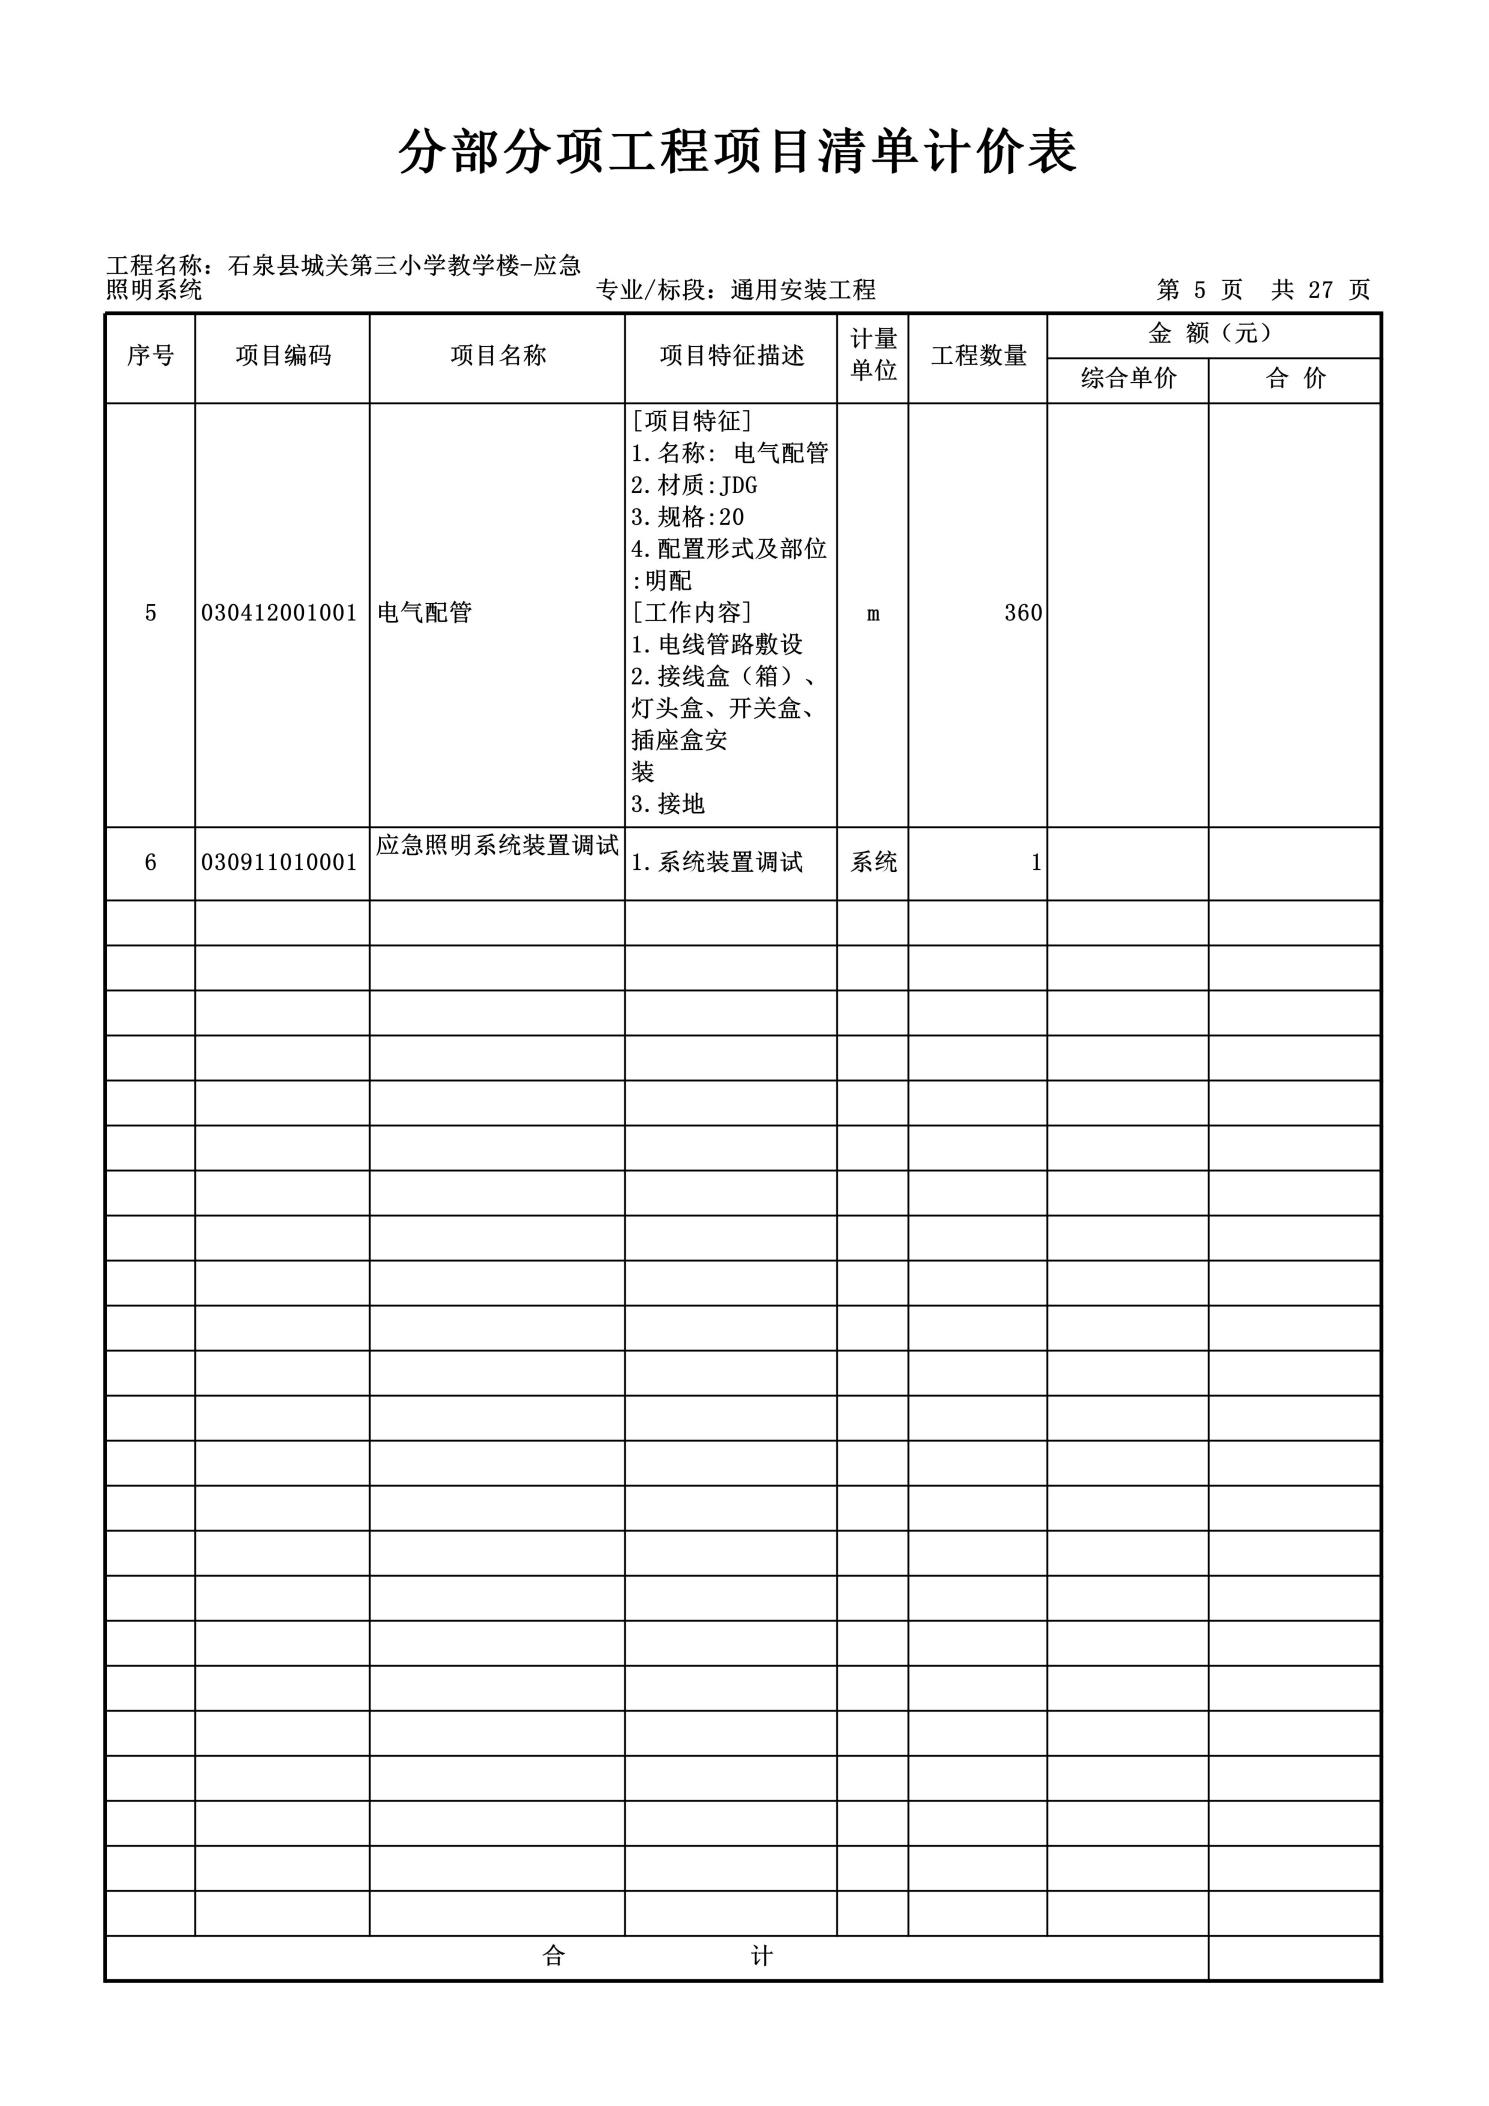 分部分项工程项目清单计价表
工程名称：石泉县城关第三小学教学楼-应急
照明系统
专业/标段：通用安装工程
第 5 页 共 27 页
序号
项目编码
项目名称
项目特征描述
计量
单位
工程数量
金 额（元）
综合单价
合 价
5
030412001001
电气配管
[项目特征]
1.名称: 电气配管
2.材质:JDG
3.规格:20
4.配置形式及部位
:明配
[工作内容]
1.电线管路敷设
2.接线盒（箱）、
灯头盒、开关盒、
插座盒安
装
3.接地
m
360
6
030911010001
应急照明系统装置调试
1.系统装置调试
系统
1
合 计